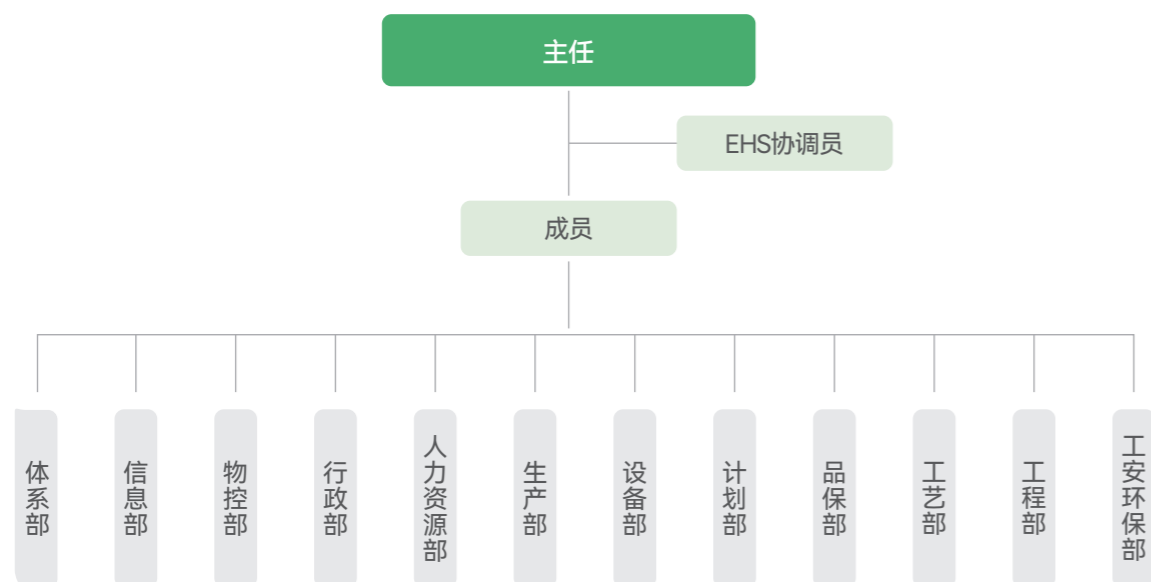 主任
EHS协调员
成员
体系部
信息部
物控部
行政部
人力资源部
生产部
设备部
计划部
品保部
工艺部
工程部
工安环保部